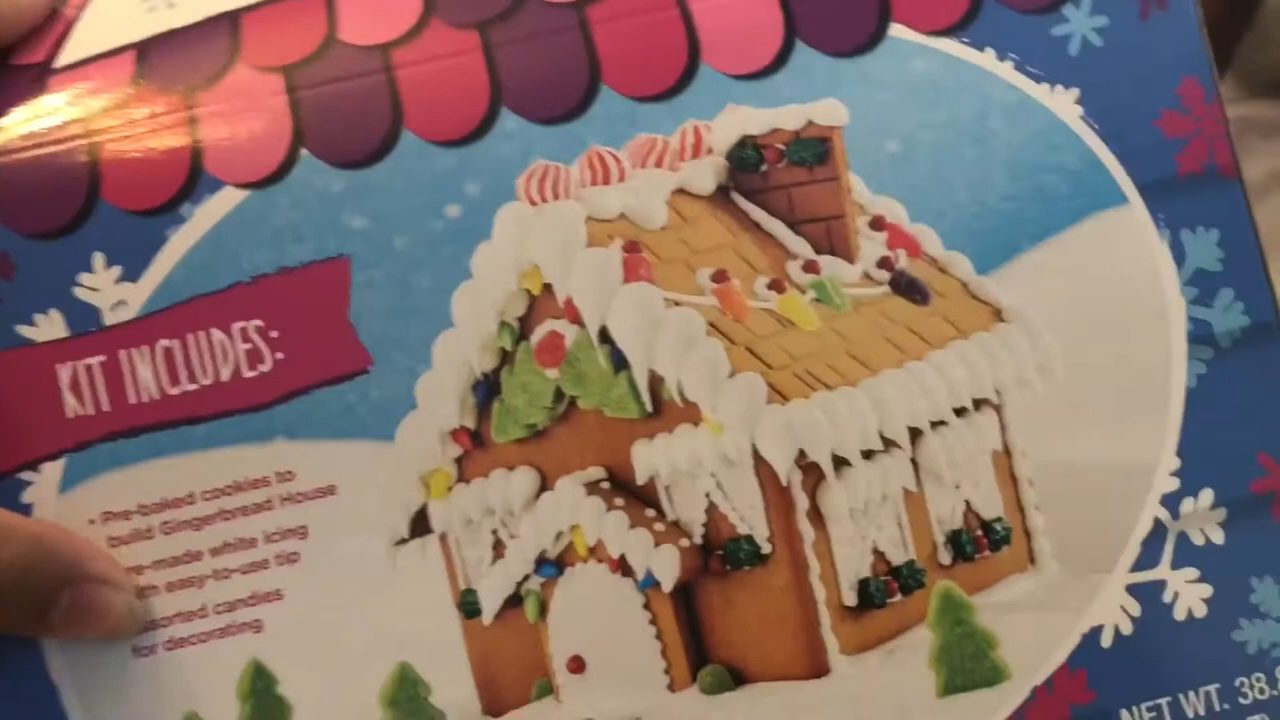 KIT INCLUDES:
• Pre-baked cookies to
build Gingerbread House
-made white icing
easy-to-use tip
candies
for decorating
NET WT. 38.